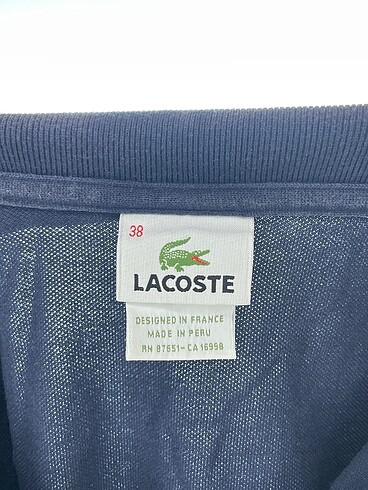 38
LACOSTE
DESIGNED IN FRANCE
MADE IN PERU
RN 87651-CA 16998